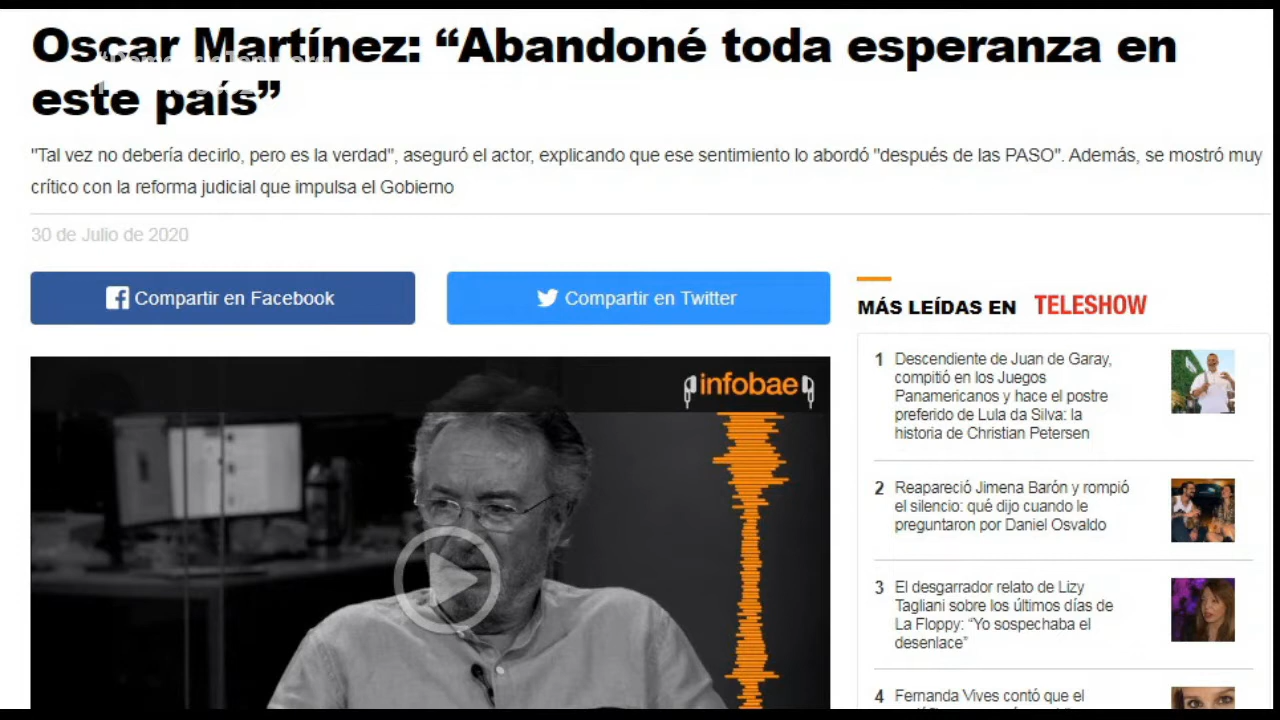 Oscar Martínez: “Abandoné toda esperanza en
este país”
"Tal vez no debería decirlo, pero es la verdad", aseguró el actor, explicando que ese sentimiento lo abordó "después de las PASO". Además, se mostró muy
crítico con la reforma judicial que impulsa el Gobierno
30 de Julio de 2020
Compartir en Facebook
Compartir en Twitter
infobae
MÁS LEÍDAS EN TELESHOW
1 Descendiente de Juan de Garay,
compitió en los Juegos
Panamericanos y hace el postre
preferido de Lula da Silva: la
historia de Christian Petersen
2 Reapareció Jimena Barón y rompió
el silencio: qué dijo cuando le
preguntaron por Daniel Osvaldo
3 El desgarrador relato de Lizy
Tagliani sobre los últimos días de
La Floppy: “Yo sospechaba el
desenlace”
4 Fernanda Vives contó que el